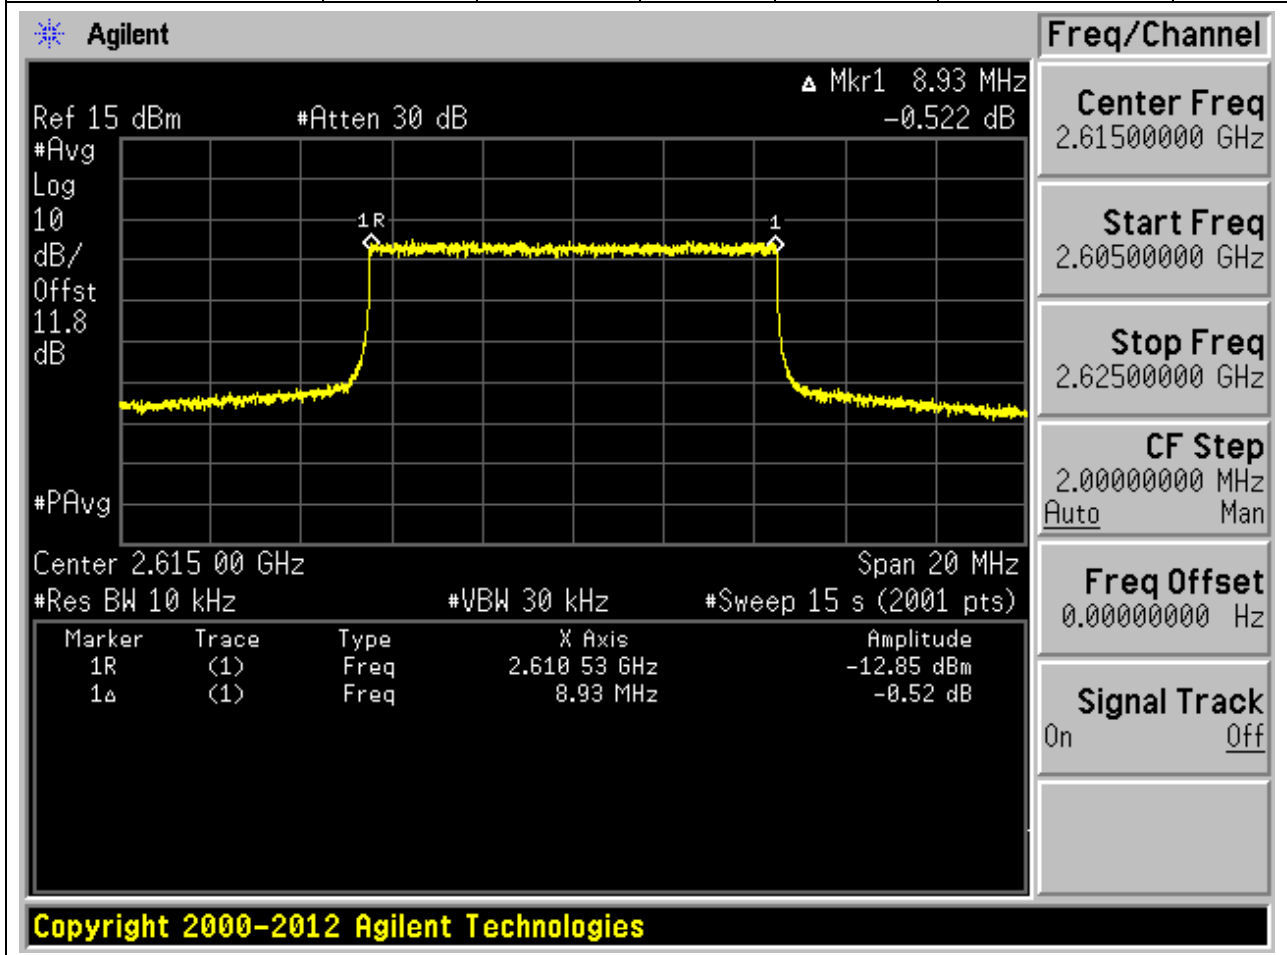 Agilent
Freq/Channel
▵ Mkr1 8.93 MHz
Ref 15 dBm #Atten 30 dB -0.522 dB
#Avg
Log
10
dB/
Offst
11.8
dB
1R
1
#PAvg
Center 2.615 00 GHz Span 20 MHz
#Res BW 10 kHz #VBW 30 kHz #Sweep 15 s (2001 pts)
Marker Trace Type X Axis Amplitude
1R (1) Freq 2.610 53 GHz -12.85 dBm
1▵ (1) Freq 8.93 MHz -0.52 dB
Center Freq
2.61500000 GHz
Start Freq
2.60500000 GHz
Stop Freq
2.62500000 GHz
CF Step
2.00000000 MHz
Auto Man
Freq Offset
0.00000000 Hz
Signal Track
On Off
Copyright 2000-2012 Agilent Technologies